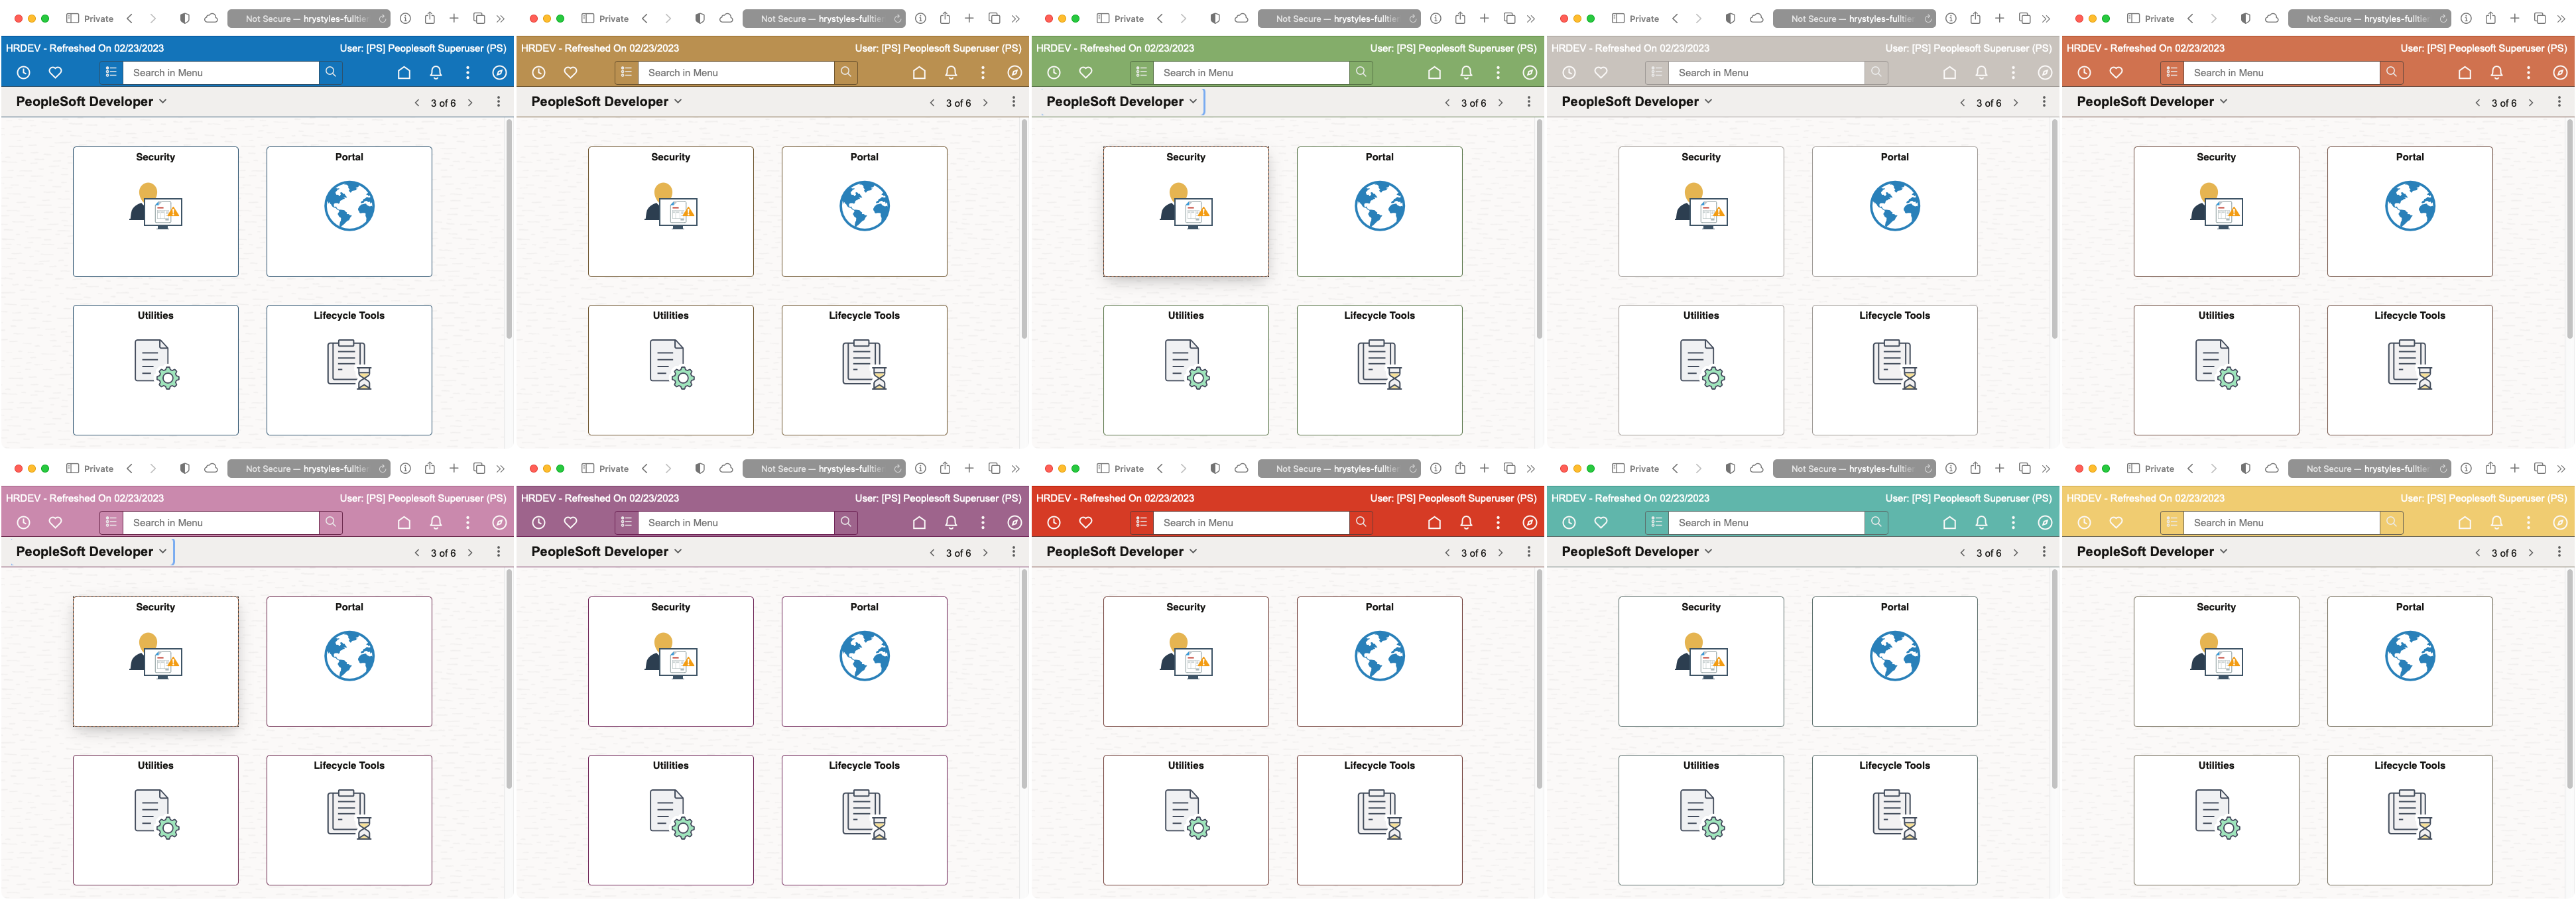 Private Not Secure — hrystyles-fulltier
HRDEV - Refreshed On 02/23/2023 User: [PS] Peoplesoft Superuser (PS)
Search in Menu
PeopleSoft Developer 3 of 6
Security Portal
Utilities Lifecycle Tools
Private Not Secure — hrystyles-fulltier
HRDEV - Refreshed On 02/23/2023 User: [PS] Peoplesoft Superuser (PS)
Search in Menu
PeopleSoft Developer 3 of 6
Security Portal
Utilities Lifecycle Tools
Private Not Secure — hrystyles-fulltier
HRDEV - Refreshed On 02/23/2023 User: [PS] Peoplesoft Superuser (PS)
Search in Menu
PeopleSoft Developer 3 of 6
Security Portal
Utilities Lifecycle Tools
Private Not Secure — hrystyles-fulltier
HRDEV - Refreshed On 02/23/2023 User: [PS] Peoplesoft Superuser (PS)
Search in Menu
PeopleSoft Developer 3 of 6
Security Portal
Utilities Lifecycle Tools
Private Not Secure — hrystyles-fulltier
HRDEV - Refreshed On 02/23/2023 User: [PS] Peoplesoft Superuser (PS)
Search in Menu
PeopleSoft Developer 3 of 6
Security Portal
Utilities Lifecycle Tools
Private Not Secure — hrystyles-fulltier
HRDEV - Refreshed On 02/23/2023 User: [PS] Peoplesoft Superuser (PS)
Search in Menu
PeopleSoft Developer 3 of 6
Security Portal
Utilities Lifecycle Tools
Private Not Secure — hrystyles-fulltier
HRDEV - Refreshed On 02/23/2023 User: [PS] Peoplesoft Superuser (PS)
Search in Menu
PeopleSoft Developer 3 of 6
Security Portal
Utilities Lifecycle Tools
Private Not Secure — hrystyles-fulltier
HRDEV - Refreshed On 02/23/2023 User: [PS] Peoplesoft Superuser (PS)
Search in Menu
PeopleSoft Developer 3 of 6
Security Portal
Utilities Lifecycle Tools
Private Not Secure — hrystyles-fulltier
HRDEV - Refreshed On 02/23/2023 User: [PS] Peoplesoft Superuser (PS)
Search in Menu
PeopleSoft Developer 3 of 6
Security Portal
Utilities Lifecycle Tools
Private Not Secure — hrystyles-fulltier
HRDEV - Refreshed On 02/23/2023 User: [PS] Peoplesoft Superuser (PS)
Search in Menu
PeopleSoft Developer 3 of 6
Security Portal
Utilities Lifecycle Tools